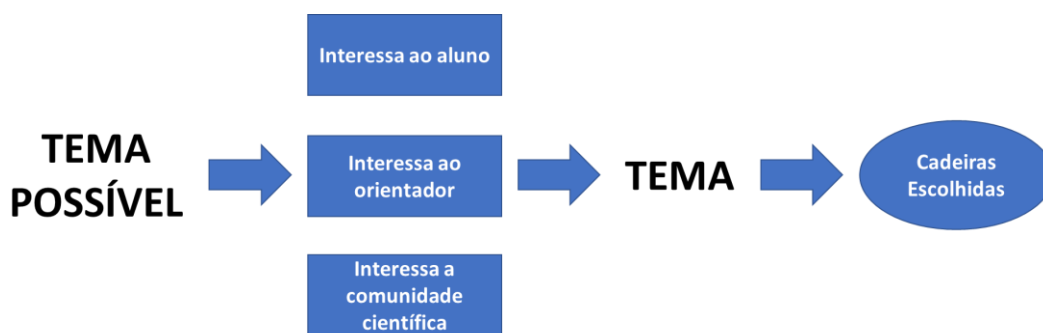 TEMA
POSSÍVEL
Interessa ao aluno
Interessa ao
orientador
Interessa a
comunidade
científica
TEMA
Cadeiras
Escolhidas